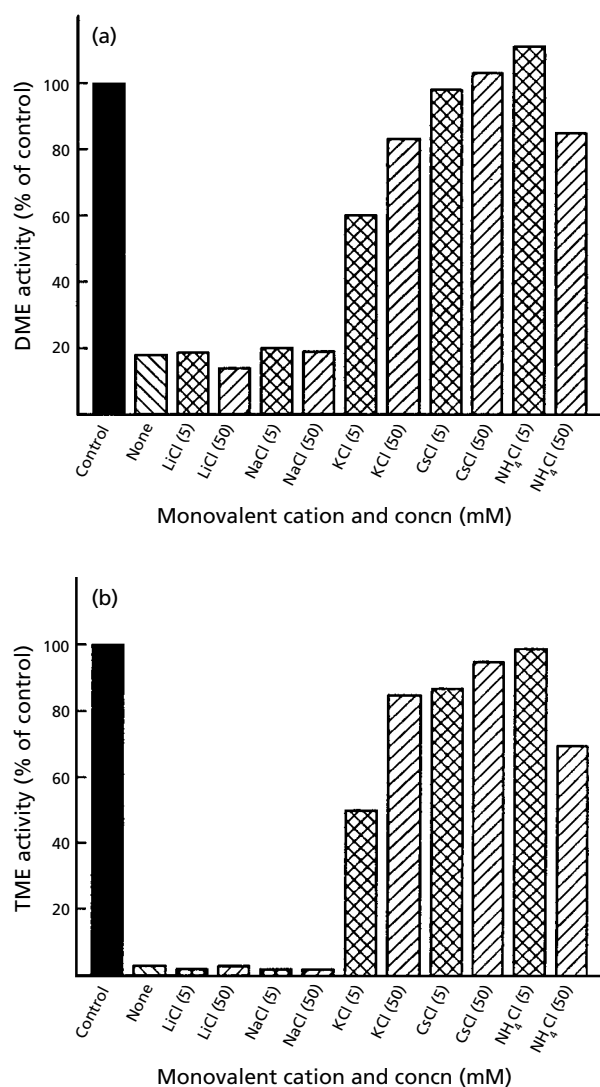 (a)
DME activity (% of control)
100
80
60
40
20
Control
None
LiCl (5)
LiCl (50)
NaCl (5)
NaCl (50)
KCl (5)
KCl (50)
CsCl (5)
CsCl (50)
NH₄Cl (5)
NH₄Cl (50)
Monovalent cation and concn (mM)
(b)
TME activity (% of control)
100
80
60
40
20
Control
None
LiCl (5)
LiCl (50)
NaCl (5)
NaCl (50)
KCl (5)
KCl (50)
CsCl (5)
CsCl (50)
NH₄Cl (5)
NH₄Cl (50)
Monovalent cation and concn (mM)